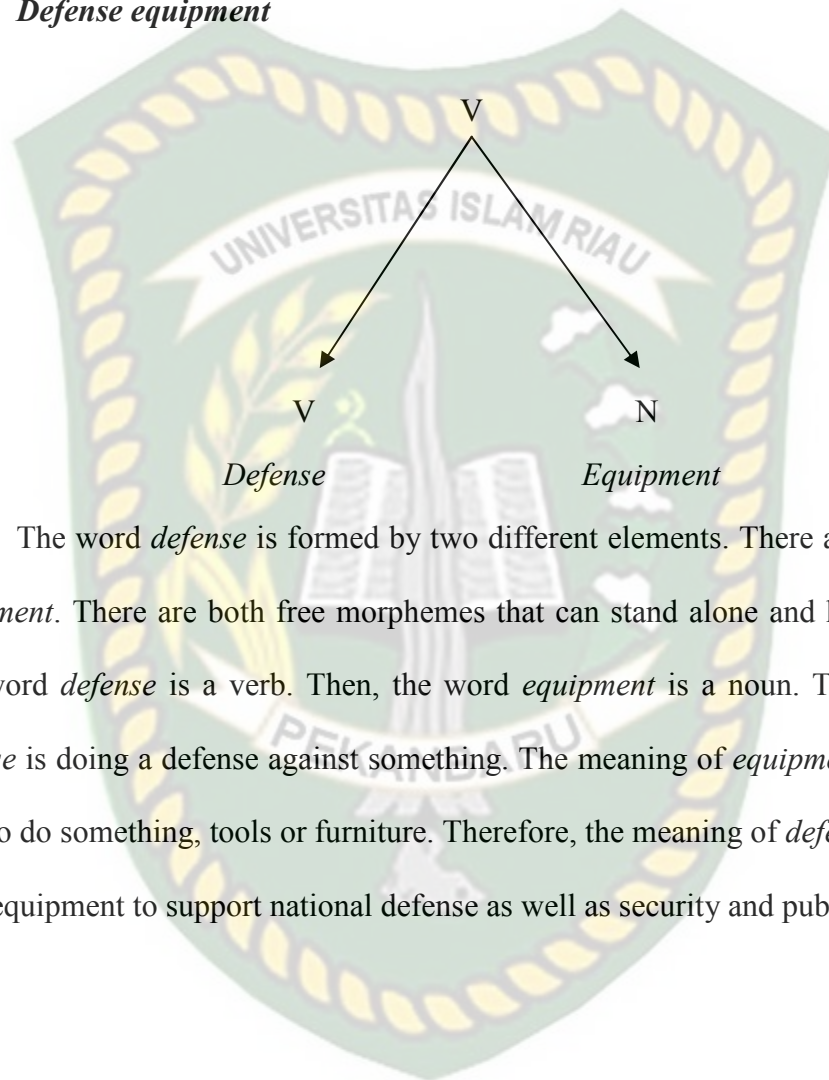 Defense equipment
V
UNIVERSITAS ISLAM RIAU
V N
Defense Equipment
The word defense is formed by two different elements. There
ment. There are both free morphemes that can stand alone and
word defense is a verb. Then, the word equipment is a noun.
is doing a defense against something. The meaning of
to do something, tools or furniture. Therefore, the meaning of
PEKANBARU
equipment to support national defense as well as security and